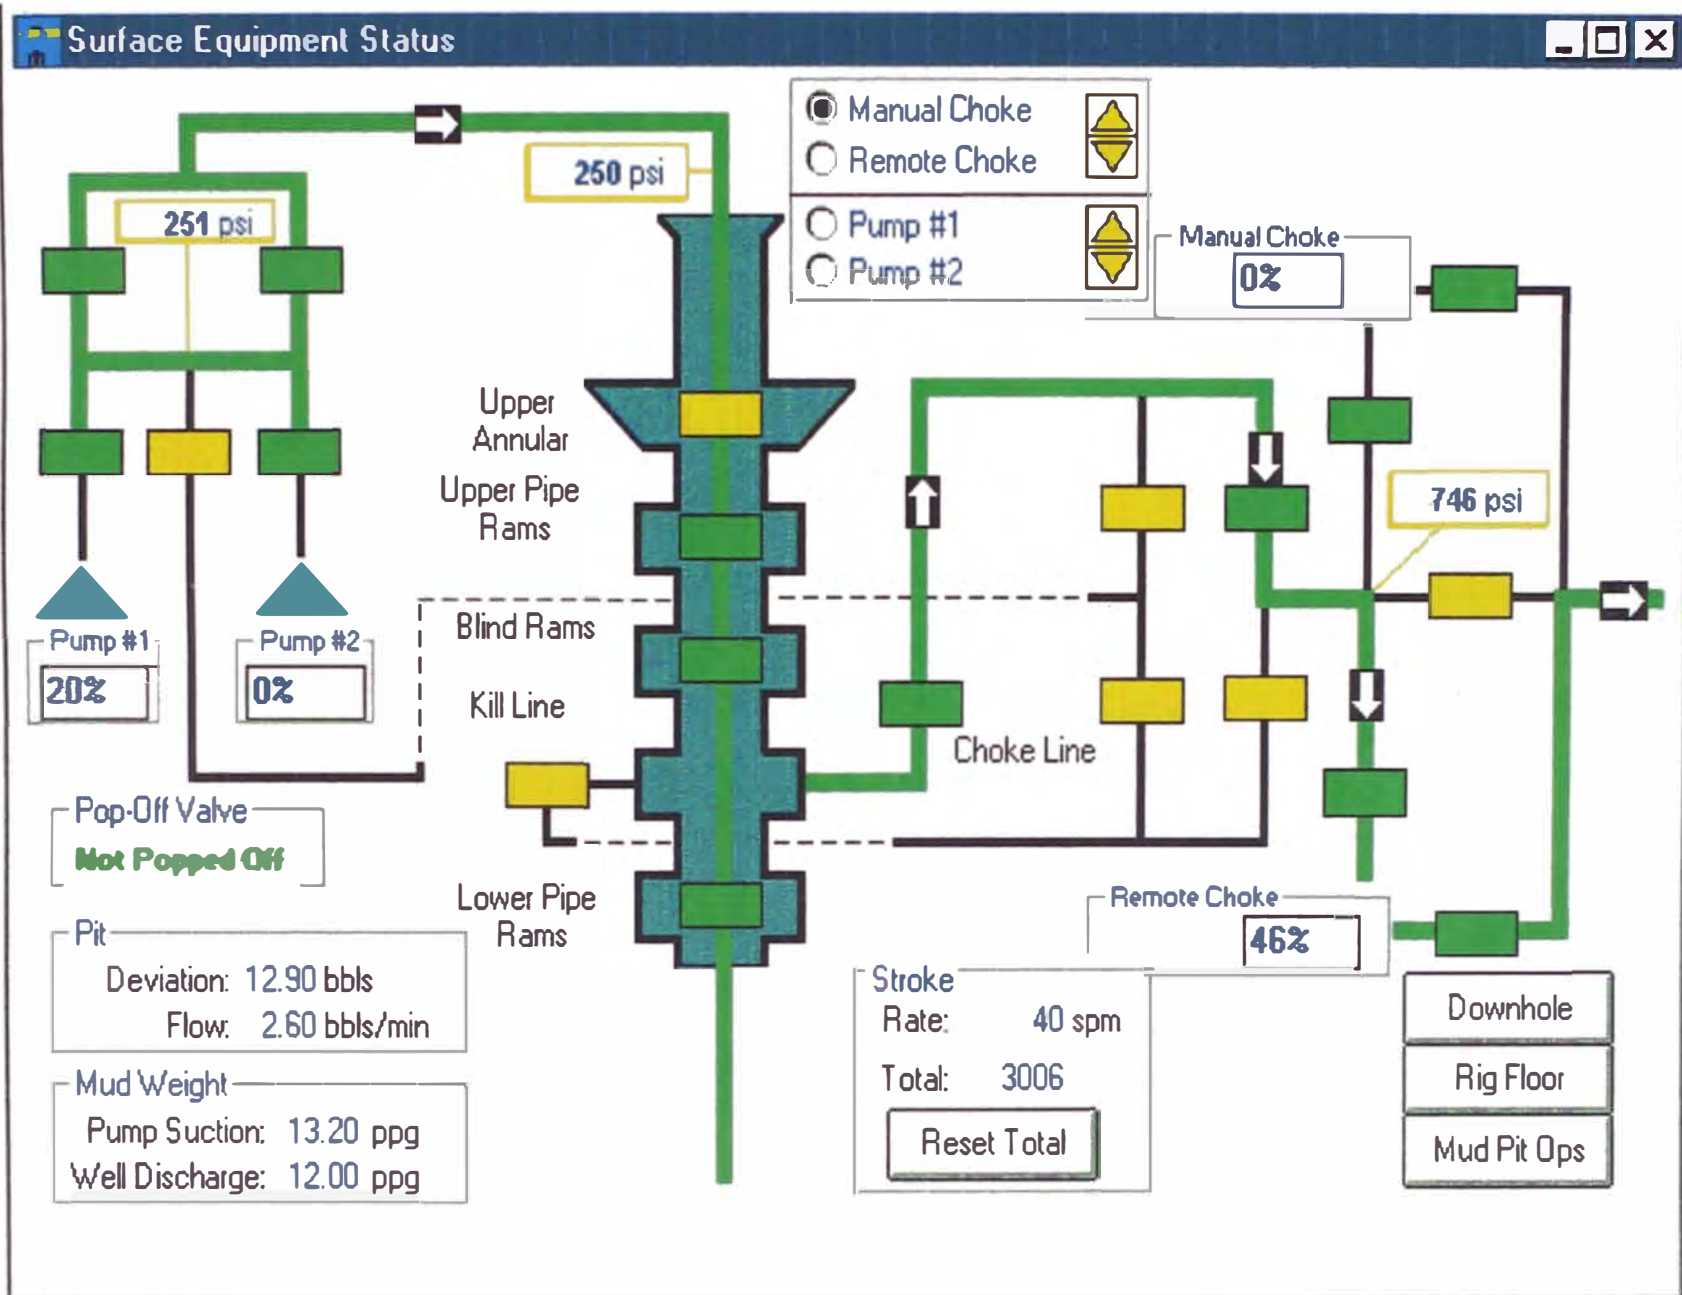 Surface Equipment Status
Manual Choke
Remote Choke
Pump #1
Pump #2
250 psi
251 psi
Manual Choke
0%
Upper
Annular
Upper Pipe
Rams
746 psi
Blind Rams
Pump #1
20%
Pump #2
0%
Kill Line
Choke Line
Pop-Off Valve
Not Popped Off
Lower Pipe
Rams
Remote Choke
46%
Pit
Deviation: 12.90 bbls
Flow: 2.60 bbls/min
Stroke
Rate: 40 spm
Total: 3006
Reset Total
Downhole
Rig Floor
Mud Pit Ops
Mud Weight
Pump Suction: 13.20 ppg
Well Discharge: 12.00 ppg